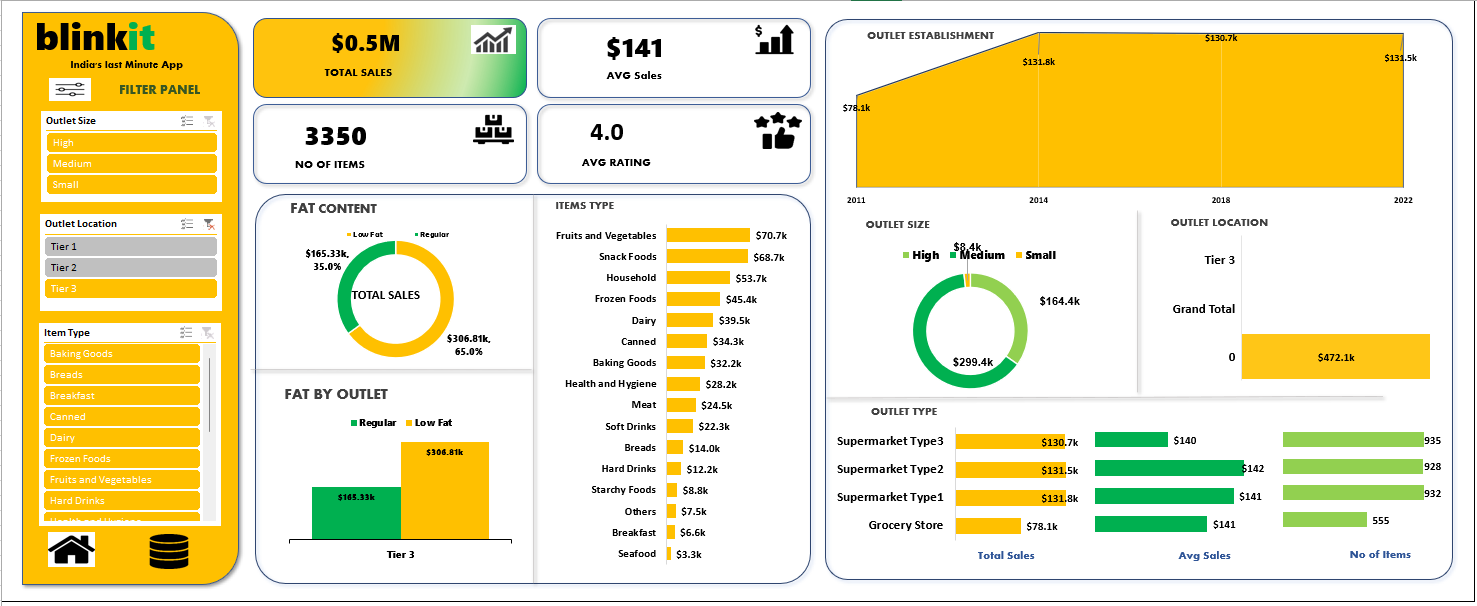 blinkit
India's last Minute App
FILTER PANEL
Outlet Size
High
Medium
Small
Outlet Location
Tier 1
Tier 2
Tier 3
Item Type
Baking Goods
Breads
Breakfast
Canned
Dairy
Frozen Foods
Fruits and Vegetables
Hard Drinks
Health and Hygiene
$0.5M
TOTAL SALES
$
$141
AVG Sales
3350
NO OF ITEMS
4.0
AVG RATING
FAT CONTENT
Low Fat Regular
$165.33k,
35.0%
TOTAL SALES
$306.81k,
65.0%
FAT BY OUTLET
Regular Low Fat
$165.33k
$306.81k
Tier 3
ITEMS TYPE
Fruits and Vegetables $70.7k
Snack Foods $68.7k
Household $53.7k
Frozen Foods $45.4k
Dairy $39.5k
Canned $34.3k
Baking Goods $32.2k
Health and Hygiene $28.2k
Meat $24.5k
Soft Drinks $22.3k
Breads $14.0k
Hard Drinks $12.2k
Starchy Foods $8.8k
Others $7.5k
Breakfast $6.6k
Seafood $3.3k
OUTLET ESTABLISHMENT
$78.1k
$131.8k
$130.7k
$131.5k
2011 2014 2018 2022
OUTLET SIZE
$8.4k
High Medium Small
$164.4k
$299.4k
OUTLET LOCATION
Tier 3
Grand Total
0 $472.1k
OUTLET TYPE
Supermarket Type3 $130.7k $140 935
Supermarket Type2 $131.5k $142 928
Supermarket Type1 $131.8k $141 932
Grocery Store $78.1k $141 555
Total Sales Avg Sales No of Items